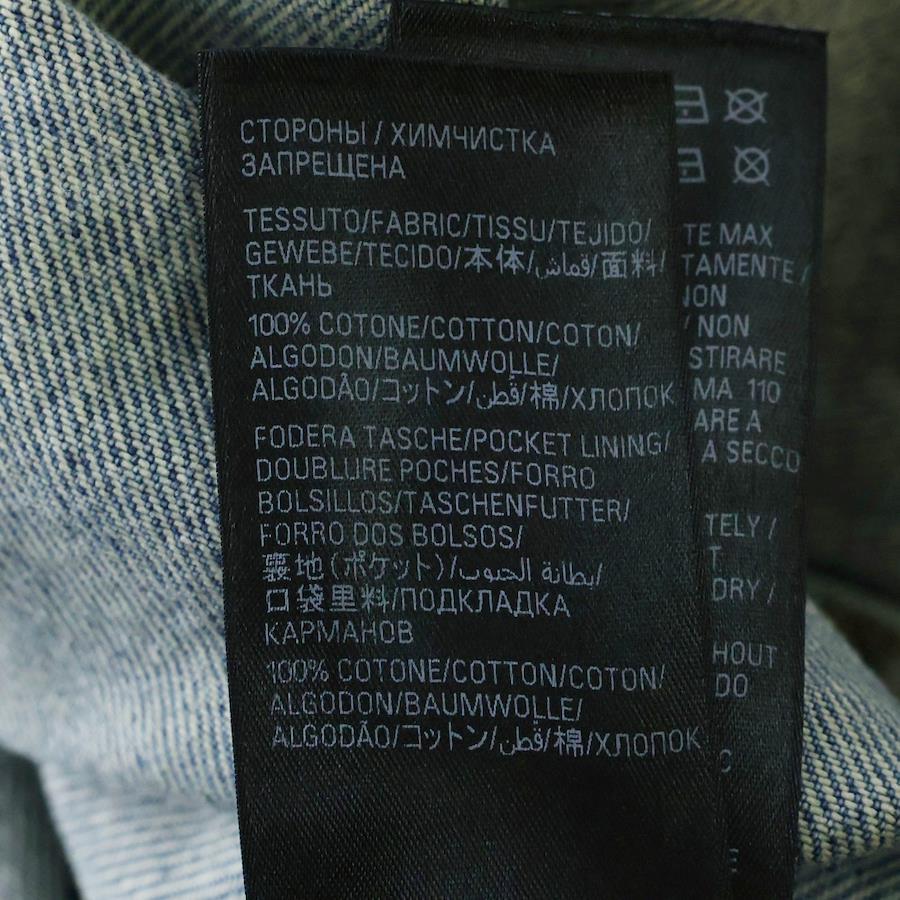 СТОРОНЫ / ХИМЧИСТКА
ЗАПРЕЩЕНА
TESSUTO/FABRIC/TISSU/TEJIDO/
GEWEBE/TECIDO/本体/قماش/面料/
ТКАНЬ
100% COTONE/COTTON/COTON/
ALGODON/BAUMWOLLE/
ALGODÃO/コットン/قطن/棉/ХЛОПОК
FODERA TASCHE/POCKET LINING/
DOUBLURE POCHES/FORRO
BOLSILLOS/TASCHENFUTTER/
FORRO DOS BOLSOS/
裏地(ポケット)/بطانة الجيوب/
口袋里料/ПОДКЛАДКА
КАРМАНОВ
100% COTONE/COTTON/COTON/
ALGODON/BAUMWOLLE/
ALGODÃO/コットン/قطن/棉/ХЛОПОК
TE MAX
TAMENTE /
NON
/ NON
STIRARE
MA 110
ARE A
A SECCO
TELY /
T
DRY /
HOUT
DO
C
E